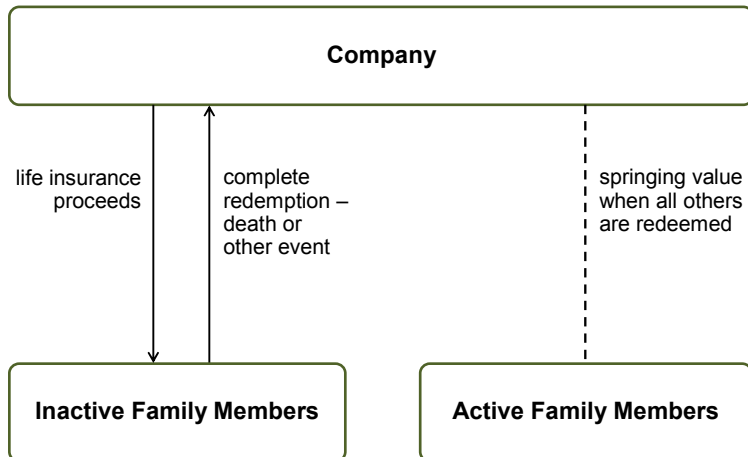 Company
life insurance
proceeds
complete
redemption –
death or
other event
springing value
when all others
are redeemed
Inactive Family Members
Active Family Members